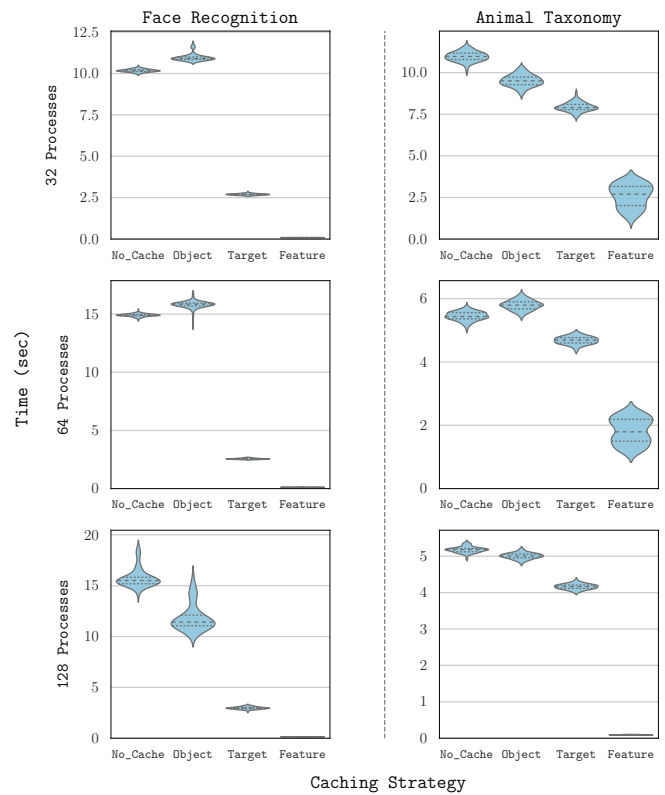 Face Recognition
Animal Taxonomy
12.5
10.0
7.5
5.0
2.5
0.0
32 Processes
No_Cache Object Target Feature
10.0
7.5
5.0
2.5
0.0
No_Cache Object Target Feature
15
10
5
0
64 Processes
No_Cache Object Target Feature
6
4
2
0
No_Cache Object Target Feature
20
15
10
5
0
128 Processes
No_Cache Object Target Feature
5
4
3
2
1
0
No_Cache Object Target Feature
Time (sec)
Caching Strategy